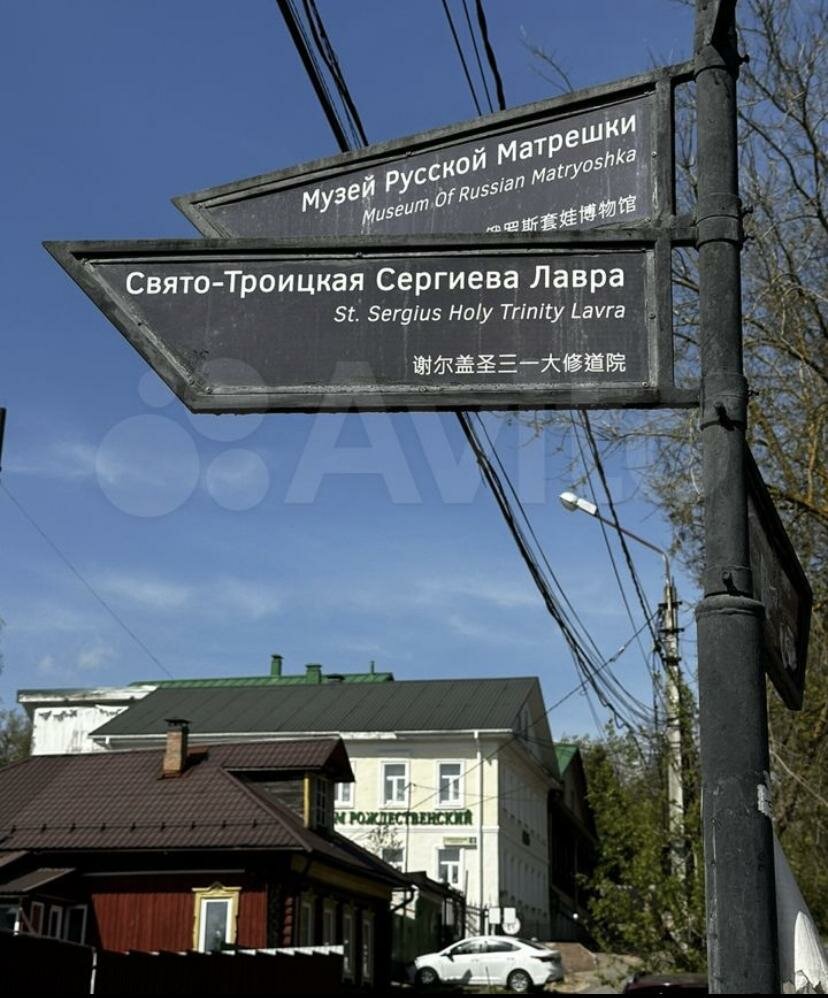 Музей Русской Матрешки
Museum Of Russian Matryoshka
俄罗斯套娃博物馆
Свято-Троицкая Сергиева Лавра
St. Sergius Holy Trinity Lavra
谢尔盖圣三一大修道院
Avito
РОЖДЕСТВЕНСКИЙ